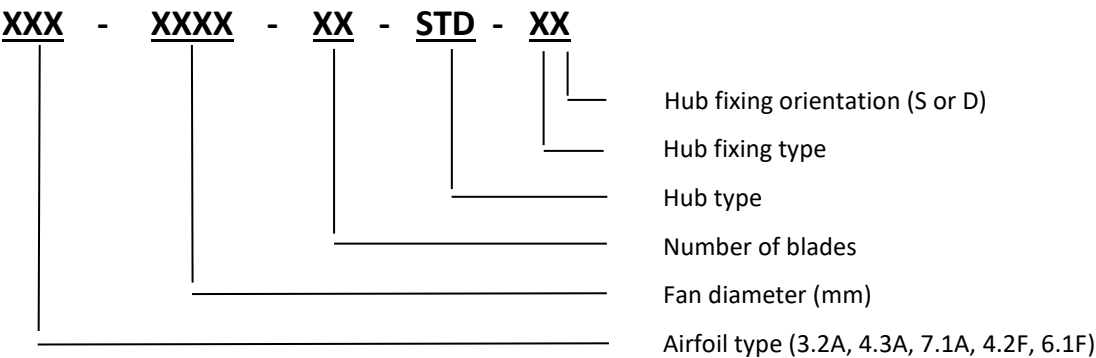 XXX - XXXX - XX - STD - XX
Hub fixing orientation (S or D)
Hub fixing type
Hub type
Number of blades
Fan diameter (mm)
Airfoil type (3.2A, 4.3A, 7.1A, 4.2F, 6.1F)